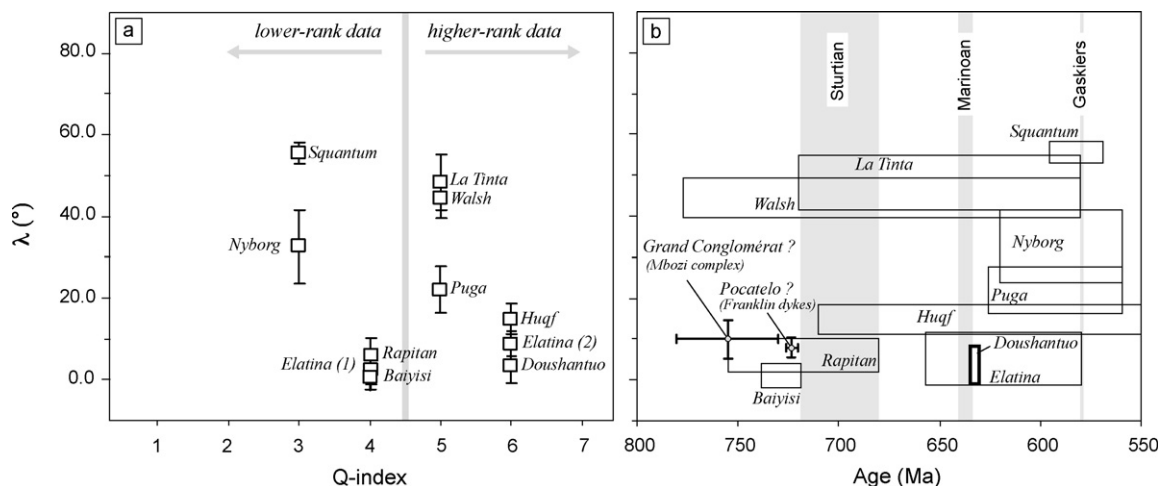 a
lower-rank data
higher-rank data
80.0
60.0
40.0
20.0
0.0
λ (°)
Squantum
Nyborg
La Tinta
Walsh
Puga
Huqf
Elatina (2)
Doushantuo
Rapitan
Elatina (1)
Baiyisi
1
2
3
4
5
6
7
Q-index
b
Sturtian
Marinoan
Gaskiers
Squantum
La Tinta
Walsh
Nyborg
Grand Conglomérat ?
(Mbozi complex)
Pocatelo ?
(Franklin dykes)
Puga
Huqf
Doushantuo
Rapitan
Elatina
Baiyisi
800
750
700
650
600
550
Age (Ma)